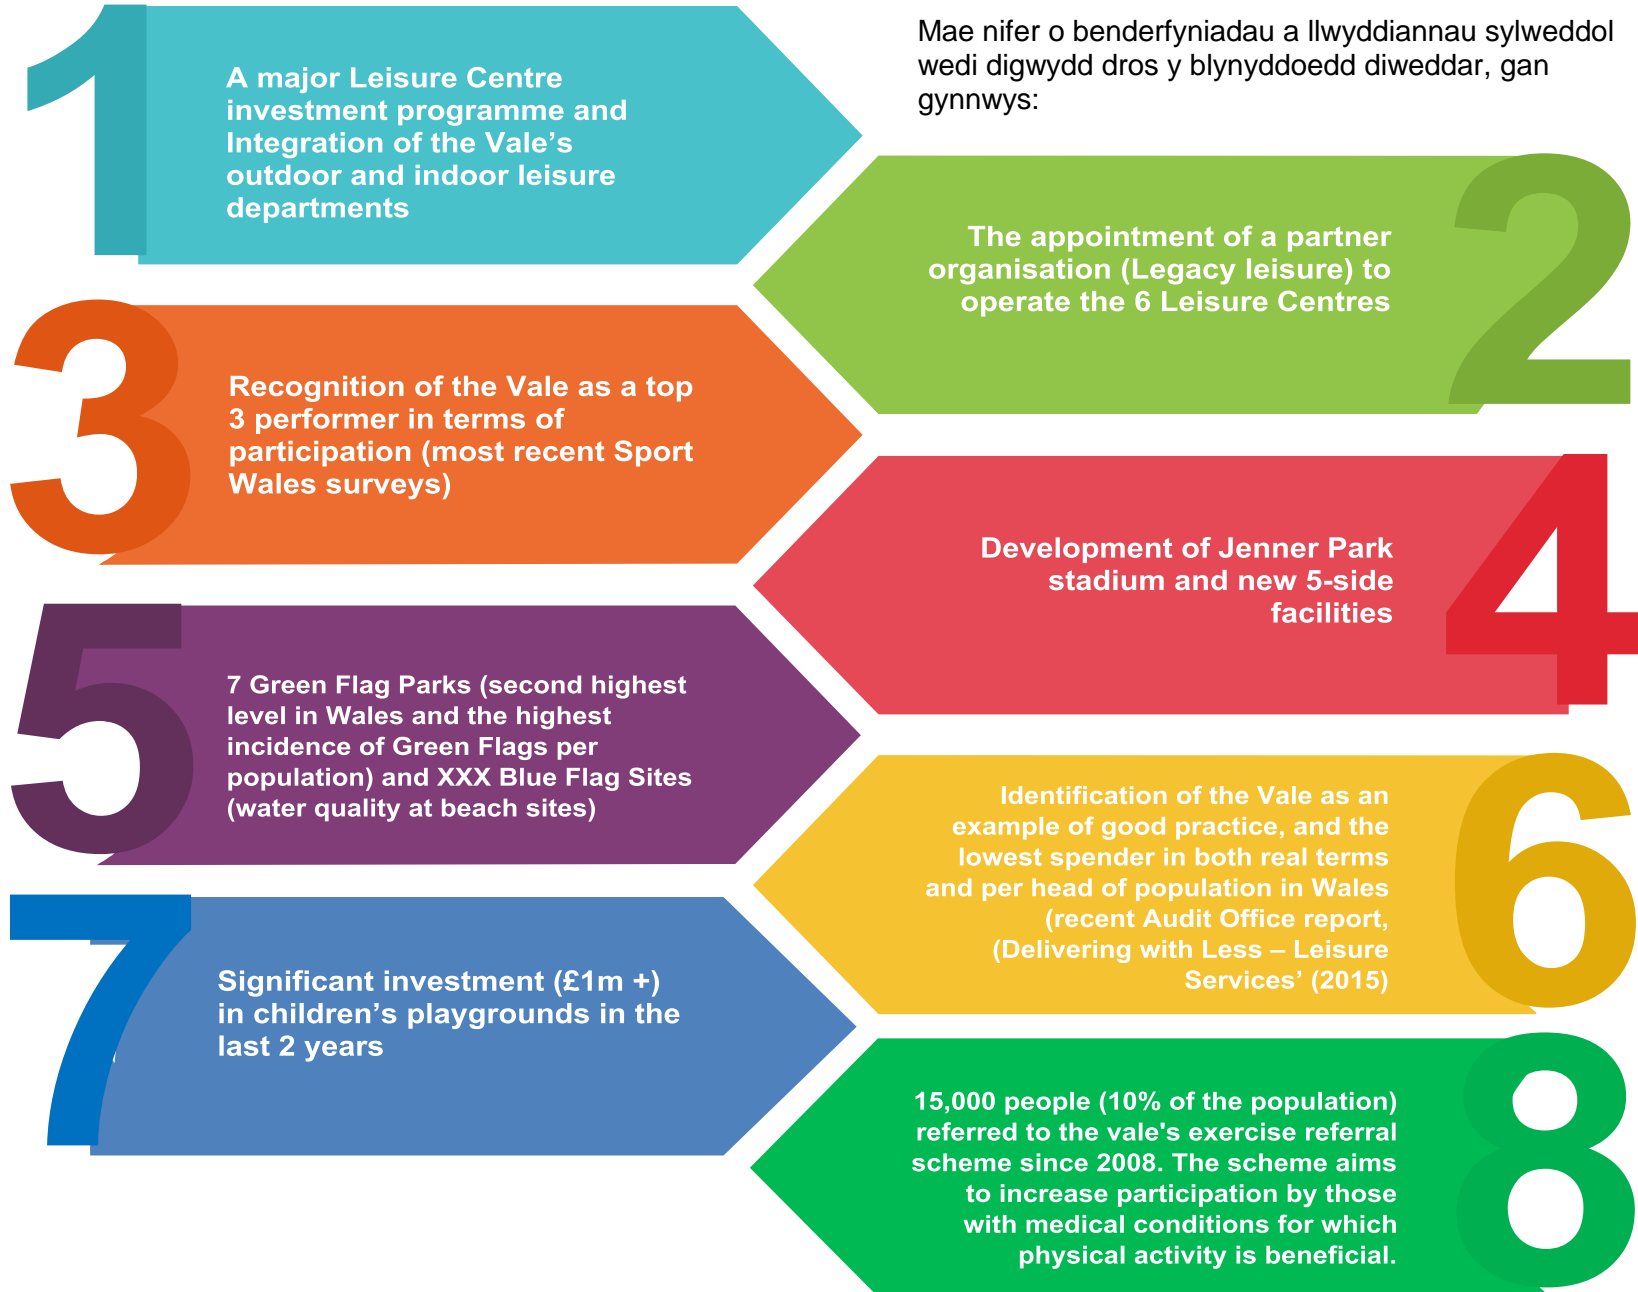 Mae nifer o benderfyniadau a llwyddiannau sylweddol
wedi digwydd dros y blynyddoedd diweddar, gan
gynnwys:
1
A major Leisure Centre
investment programme and
Integration of the Vale’s
outdoor and indoor leisure
departments
2
The appointment of a partner
organisation (Legacy leisure) to
operate the 6 Leisure Centres
3
Recognition of the Vale as a top
3 performer in terms of
participation (most recent Sport
Wales surveys)
4
Development of Jenner Park
stadium and new 5-side
facilities
5
7 Green Flag Parks (second highest
level in Wales and the highest
incidence of Green Flags per
population) and XXX Blue Flag Sites
(water quality at beach sites)
6
Identification of the Vale as an
example of good practice, and the
lowest spender in both real terms
and per head of population in Wales
(recent Audit Office report,
(Delivering with Less – Leisure
Services’ (2015)
7
Significant investment (£1m +)
in children’s playgrounds in the
last 2 years
8
15,000 people (10% of the population)
referred to the vale's exercise referral
scheme since 2008. The scheme aims
to increase participation by those
with medical conditions for which
physical activity is beneficial.